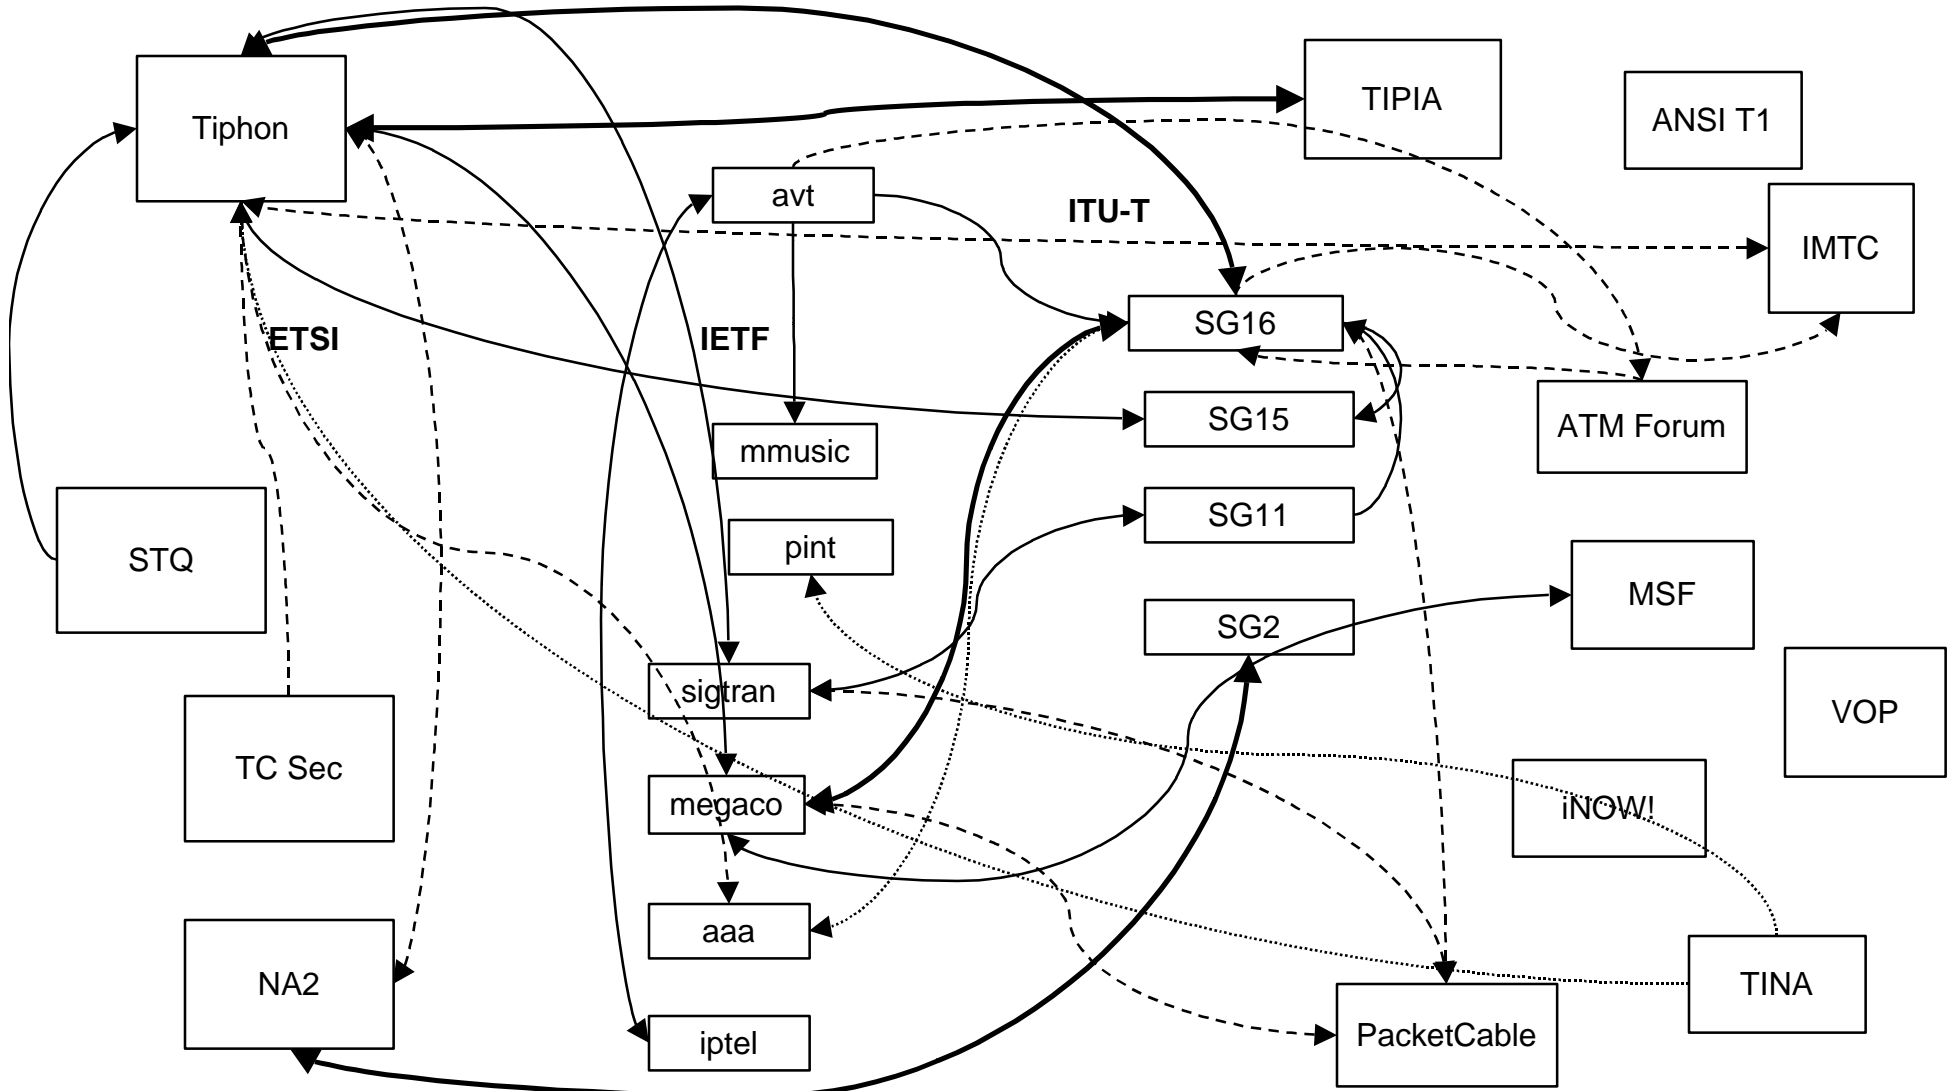 TIPIA
ANSI T1
Tiphon
avt
ITU-T
IMTC
ETSI
IETF
SG16
SG15
ATM Forum
mmusic
SG11
STQ
pint
MSF
SG2
sigtran
VOP
TC Sec
megaco
iNOW!
aaa
NA2
TINA
PacketCable
iptel